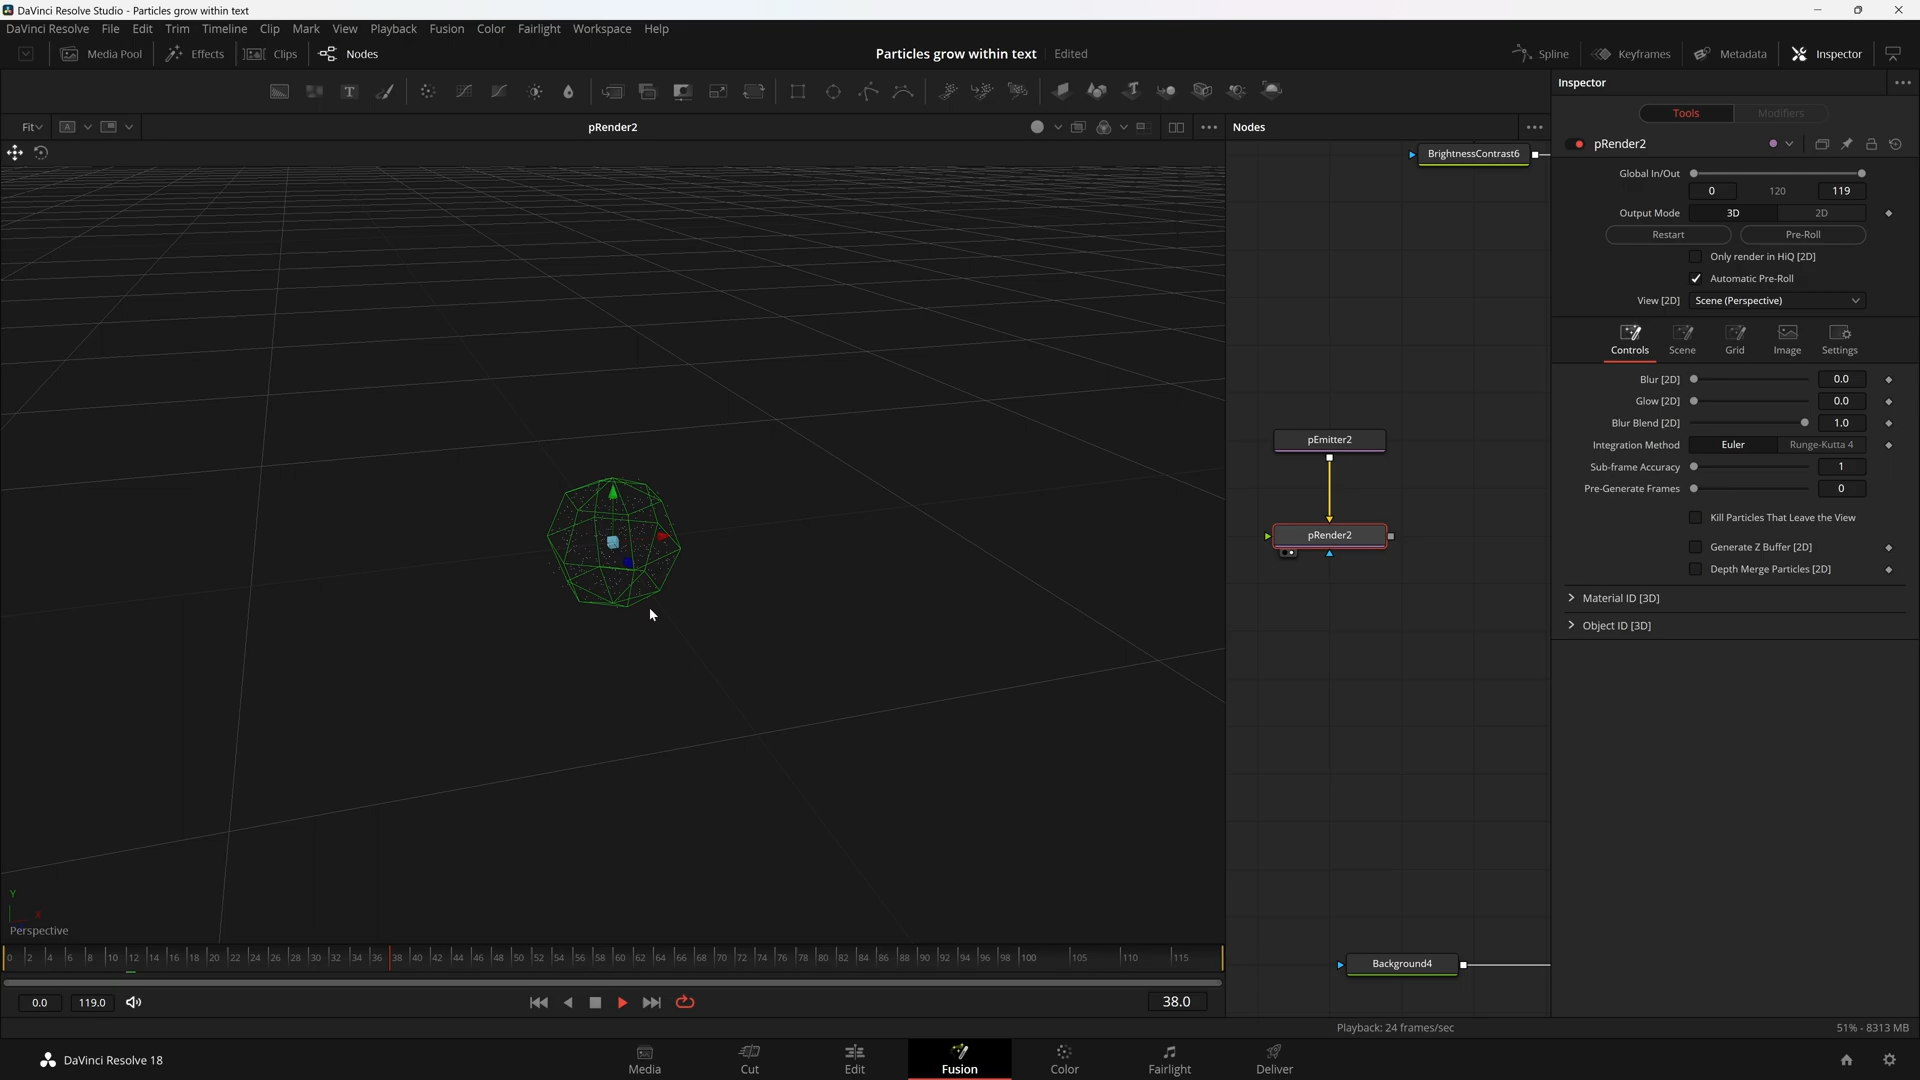 DaVinci Resolve Studio - Particles grow within text
DaVinci Resolve File Edit Trim Timeline Clip Mark View Playback Fusion Color Fairlight Workspace Help
Media Pool Effects Clips Nodes Particles grow within text Edited Spline Keyframes Metadata Inspector
Inspector
Tools Modifiers
Fit A pRender2 Nodes
pRender2
BrightnessContrast6
Global In/Out
0 120 119
Output Mode 3D 2D
Restart Pre-Roll
Only render in HiQ [2D]
Automatic Pre-Roll
View [2D] Scene (Perspective)
Controls Scene Grid Image Settings
Blur [2D] 0.0
Glow [2D] 0.0
Blur Blend [2D] 1.0
Integration Method Euler Runge-Kutta 4
Sub-frame Accuracy 1
Pre-Generate Frames 0
Kill Particles That Leave the View
Generate Z Buffer [2D]
Depth Merge Particles [2D]
Material ID [3D]
Object ID [3D]
pEmitter2
pRender2
Background4
Y
X
Perspective
0 2 4 6 8 10 12 14 16 18 20 22 24 26 28 30 32 34 36 38 40 42 44 46 48 50 52 54 56 58 60 62 64 66 68 70 72 74 76 78 80 82 84 86 88 90 92 94 96 98 100 105 110 115
0.0 119.0 38.0
Playback: 24 frames/sec 51% - 8313 MB
DaVinci Resolve 18
Media Cut Edit Fusion Color Fairlight Deliver